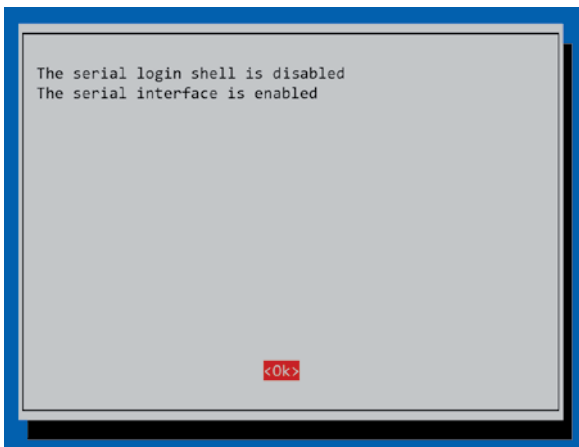 The serial login shell is disabled
The serial interface is enabled
<Ok>